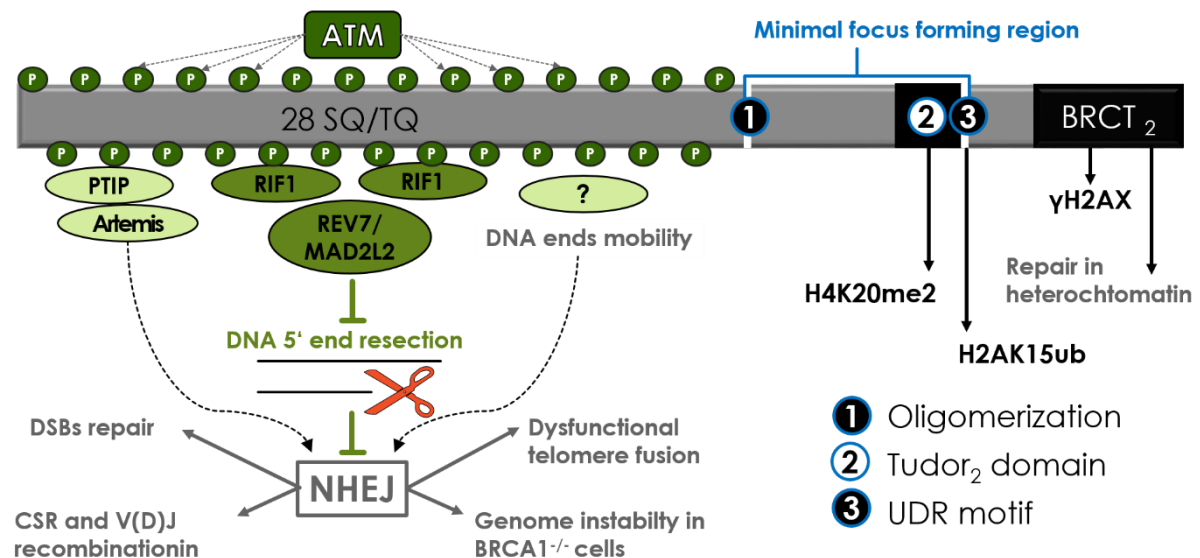 ATM
Minimal focus forming region
P P P P P P P P P P P P P P
28 SQ/TQ
1
2
3
BRCT 2
P P P P P P P P P P P P P
PTIP
Artemis
RIF1
RIF1
REV7/
MAD2L2
?
DNA ends mobility
γH2AX
H4K20me2
Repair in
heterochtomatin
H2AK15ub
DNA 5' end resection
DSBs repair
Dysfunctional
telomere fusion
NHEJ
CSR and V(D)J
recombinationin
Genome instabilty in
BRCA1-/- cells
1 Oligomerization
2 Tudor2 domain
3 UDR motif